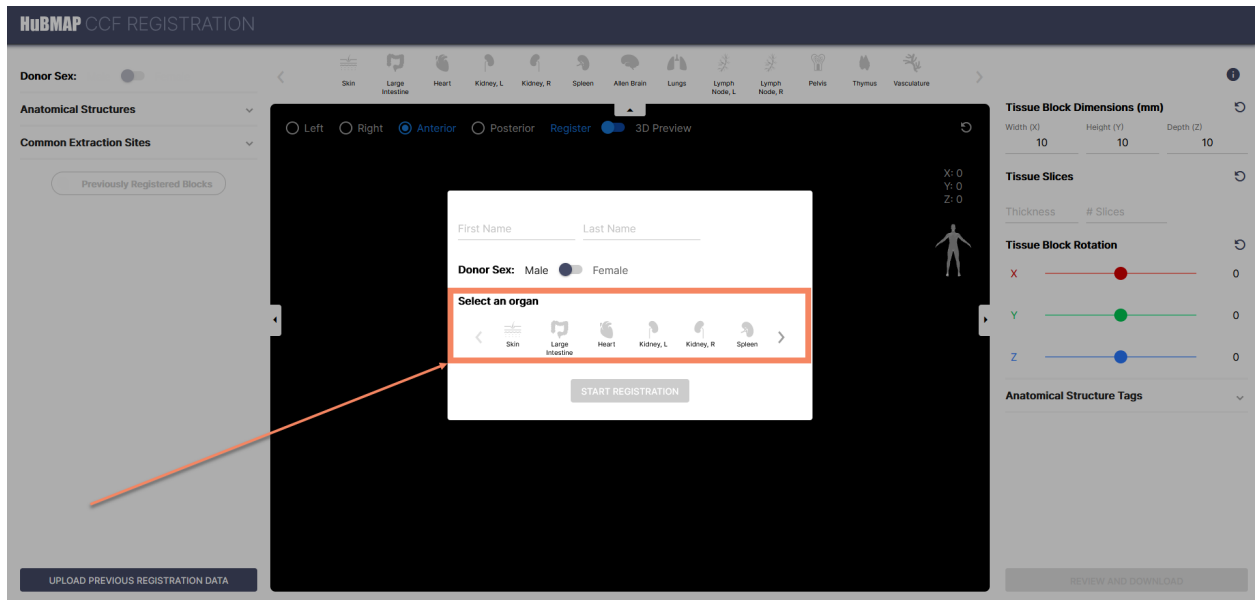 HuBMAP CCF REGISTRATION
Donor Sex:
Anatomical Structures
Common Extraction Sites
Previously Registered Blocks
UPLOAD PREVIOUS REGISTRATION DATA
Skin
Large Intestine
Heart
Kidney, L
Kidney, R
Spleen
Allen Brain
Lungs
Lymph Node, L
Lymph Node, R
Pelvis
Thymus
Vasculature
Left Right Anterior Posterior Register 3D Preview
X: 0
Y: 0
Z: 0
First Name Last Name
Donor Sex: Male Female
Select an organ
Skin
Large Intestine
Heart
Kidney, L
Kidney, R
Spleen
START REGISTRATION
Tissue Block Dimensions (mm)
Width (X) Height (Y) Depth (Z)
10 10 10
Tissue Slices
Thickness # Slices
Tissue Block Rotation
X 0
Y 0
Z 0
Anatomical Structure Tags
REVIEW AND DOWNLOAD